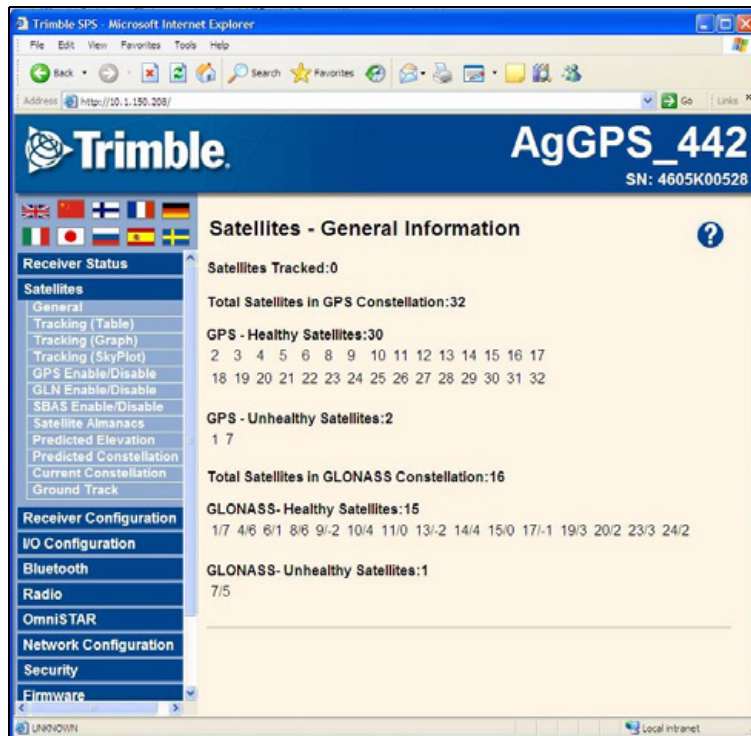 Trimble SPS - Microsoft Internet Explorer
File Edit View Favorites Tools Help
Back Search Favorites
Address http://10.1.150.208/ Go Links
Trimble.
AgGPS_442
SN: 4605K00528
Receiver Status
Satellites
General
Tracking (Table)
Tracking (Graph)
Tracking (SkyPlot)
GPS Enable/Disable
GLN Enable/Disable
SBAS Enable/Disable
Satellite Almanacs
Predicted Elevation
Predicted Constellation
Current Constellation
Ground Track
Receiver Configuration
I/O Configuration
Bluetooth
Radio
OmniSTAR
Network Configuration
Security
Firmware
Satellites - General Information
?
Satellites Tracked:0
Total Satellites in GPS Constellation:32
GPS - Healthy Satellites:30
2 3 4 5 6 8 9 10 11 12 13 14 15 16 17
18 19 20 21 22 23 24 25 26 27 28 29 30 31 32
GPS - Unhealthy Satellites:2
1 7
Total Satellites in GLONASS Constellation:16
GLONASS- Healthy Satellites:15
1/7 4/6 6/1 8/6 9/-2 10/4 11/0 13/-2 14/4 15/0 17/-1 19/3 20/2 23/3 24/2
GLONASS- Unhealthy Satellites:1
7/5
UNKNOWN
Local intranet